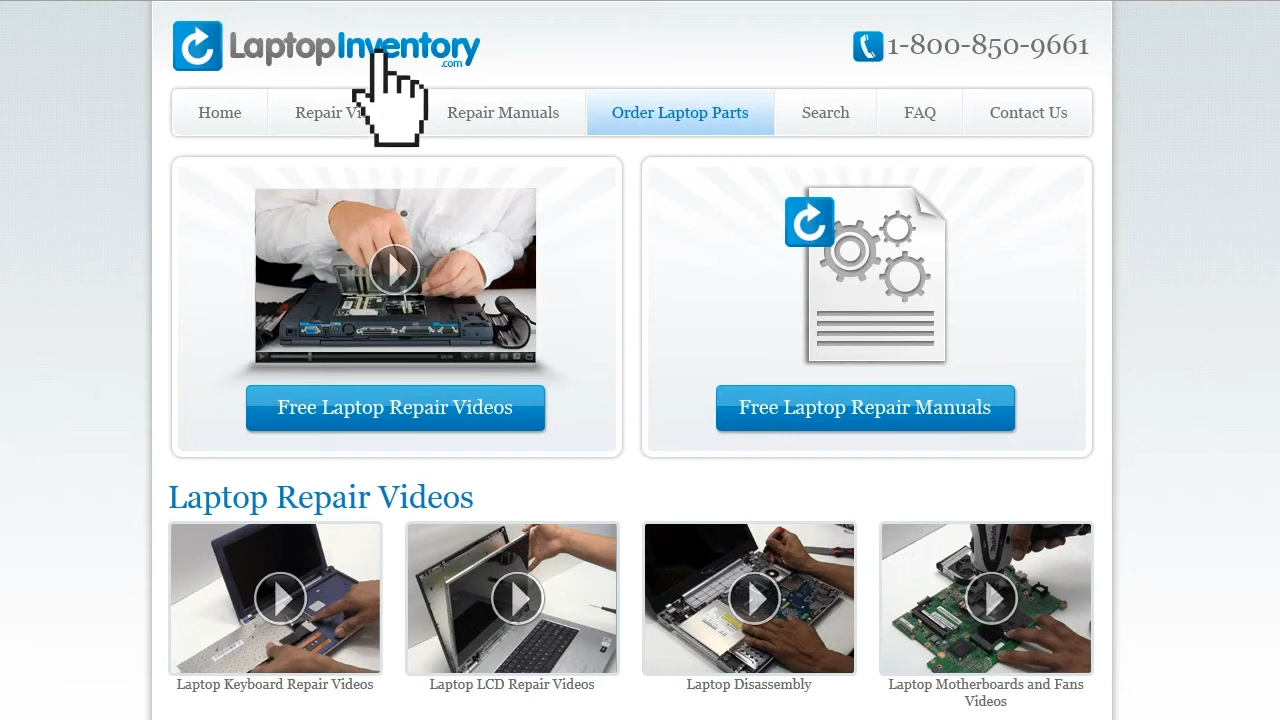 LaptopInventory
.com
1-800-850-9661
Home
Repair Vi
Repair Manuals
Order Laptop Parts
Search
FAQ
Contact Us
Free Laptop Repair Videos
Free Laptop Repair Manuals
Laptop Repair Videos
Laptop Keyboard Repair Videos
Laptop LCD Repair Videos
Laptop Disassembly
Laptop Motherboards and Fans
Videos